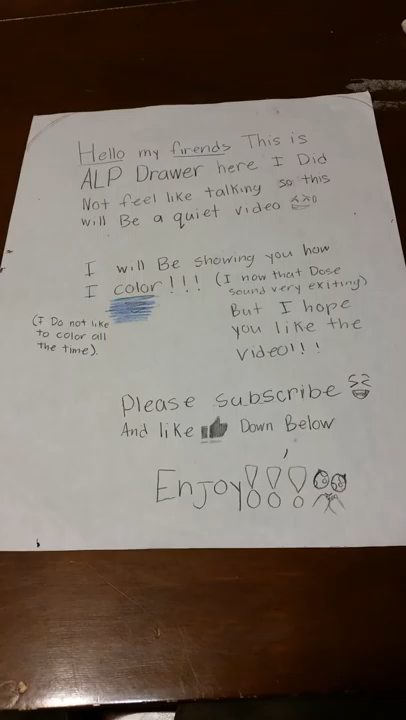 Hello my firends This is
ALP Drawer here I Did
Not feel like talking so this
will Be a quiet video
I will Be showing you how
I color!!! (I now that Dose
sound very exiting)
(I Do not like
to color all
the time).
But I hope
you like the
video!!!
Please subscribe
And like Down Below
Enjoy!!!